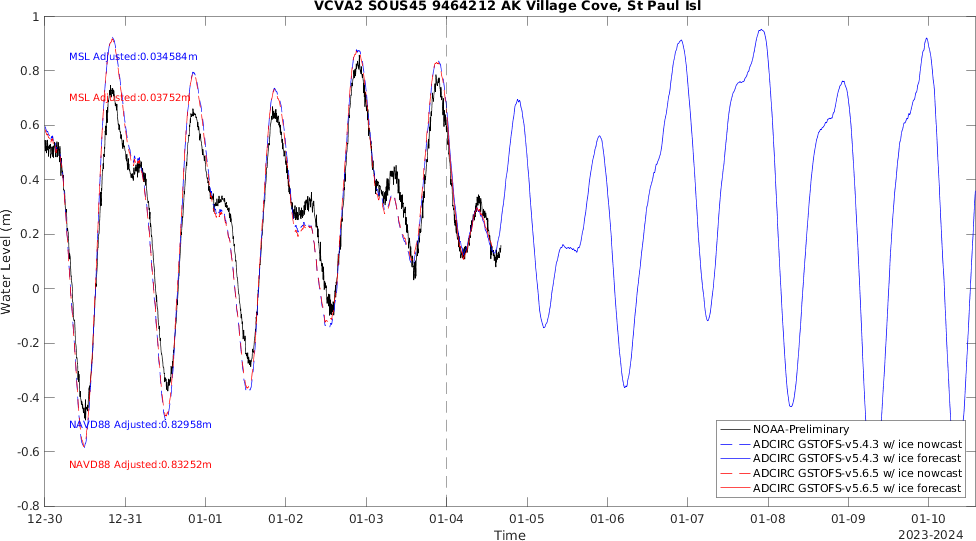 VCVA2 SOUS45 9464212 AK Village Cove, St Paul Isl
1
0.8
0.6
0.4
0.2
0
-0.2
-0.4
-0.6
-0.8
Water Level (m)
MSL Adjusted:0.034584m
MSL Adjusted:0.03752m
NAVD88 Adjusted:0.82958m
NAVD88 Adjusted:0.83252m
NOAA-Preliminary
ADCIRC GSTOFS-v5.4.3 w/ ice nowcast
ADCIRC GSTOFS-v5.4.3 w/ ice forecast
ADCIRC GSTOFS-v5.6.5 w/ ice nowcast
ADCIRC GSTOFS-v5.6.5 w/ ice forecast
12-30 12-31 01-01 01-02 01-03 01-04 01-05 01-06 01-07 01-08 01-09 01-10
Time
2023-2024